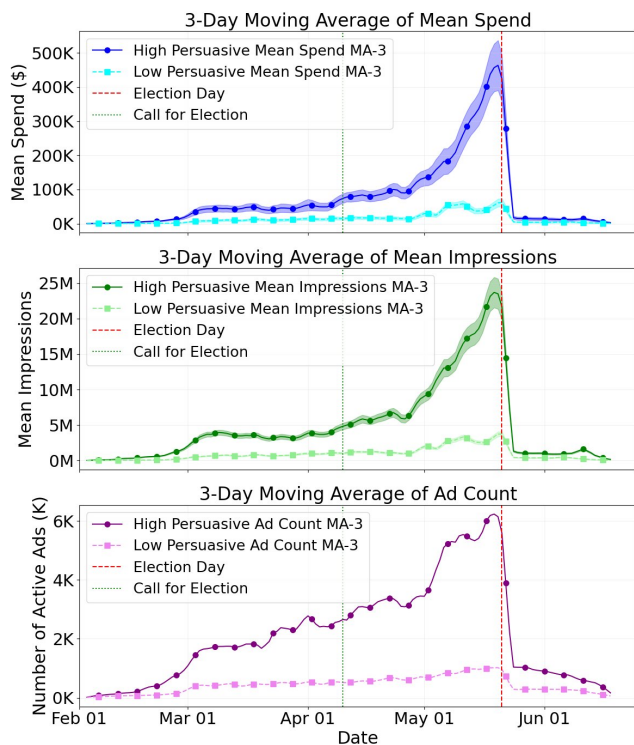 3-Day Moving Average of Mean Spend
Mean Spend ($)
500K
400K
300K
200K
100K
0K
High Persuasive Mean Spend MA-3
Low Persuasive Mean Spend MA-3
Election Day
Call for Election
3-Day Moving Average of Mean Impressions
Mean Impressions
25M
20M
15M
10M
5M
0M
High Persuasive Mean Impressions MA-3
Low Persuasive Mean Impressions MA-3
Election Day
Call for Election
3-Day Moving Average of Ad Count
Number of Active Ads (K)
6K
4K
2K
0K
High Persuasive Ad Count MA-3
Low Persuasive Ad Count MA-3
Election Day
Call for Election
Feb 01 Mar 01 Apr 01 May 01 Jun 01
Date